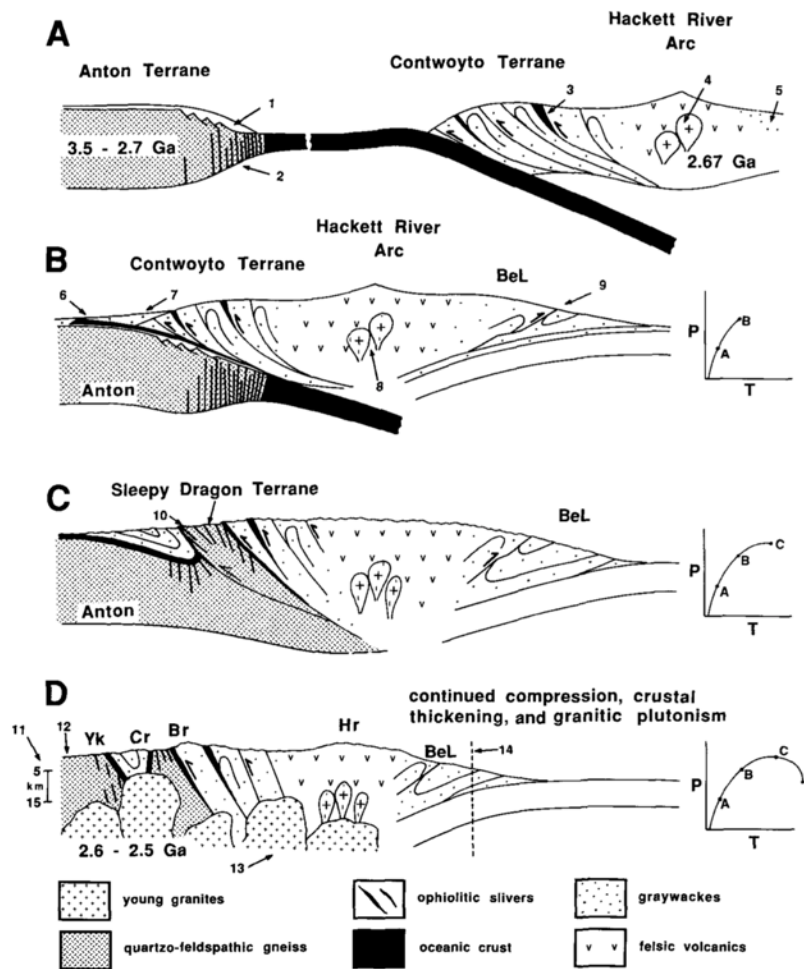 A
Hackett River
Arc
Anton Terrane
Contwoyto Terrane
1
3
4
5
3.5 - 2.7 Ga
2
2.67 Ga
B
Hackett River
Arc
Contwoyto Terrane
BeL
6
7
9
Anton
8
P
B
A
T
C
Sleepy Dragon Terrane
10
BeL
Anton
P
C
B
A
T
D
continued compression, crustal
thickening, and granitic plutonism
11
12
Yk
Cr
Br
Hr
BeL
14
5
km
15
2.6 - 2.5 Ga
13
P
C
B
A
T
young granites
ophiolitic slivers
graywackes
quartzo-feldspathic gneiss
oceanic crust
felsic volcanics